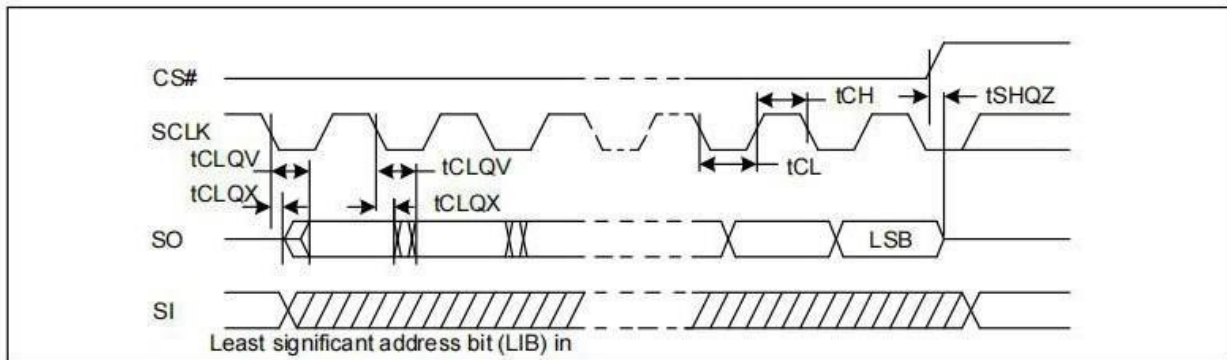 CS#
tCH
tSHQZ
SCLK
tCLQV
tCLQV
tCL
tCLQX
tCLQX
SO
LSB
SI
Least significant address bit (LIB) in